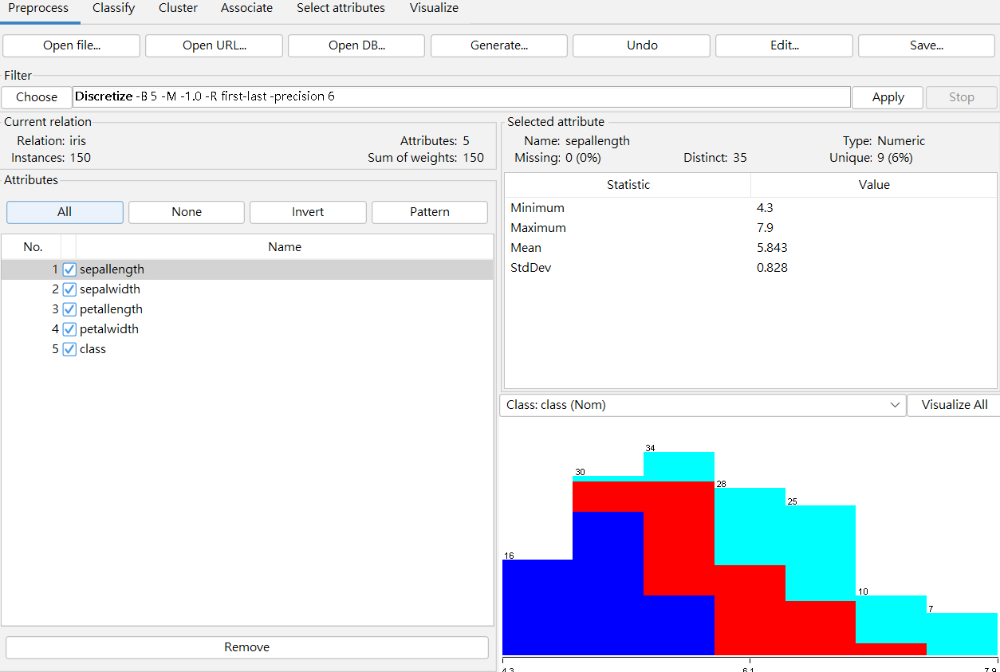 Preprocess Classify Cluster Associate Select attributes Visualize
Open file... Open URL... Open DB... Generate... Undo Edit... Save...
Filter
Choose Discretize -B 5 -M -1.0 -R first-last -precision 6 Apply Stop
Current relation
Relation: iris Attributes: 5
Instances: 150 Sum of weights: 150
Attributes
All None Invert Pattern
No. Name
1 sepallength
2 sepalwidth
3 petallength
4 petalwidth
5 class
Remove
Selected attribute
Name: sepallength Type: Numeric
Missing: 0 (0%) Distinct: 35 Unique: 9 (6%)
Statistic Value
Minimum 4.3
Maximum 7.9
Mean 5.843
StdDev 0.828
Class: class (Nom) Visualize All
34
30
28
25
16
10
7
4.3 6.1 7.9